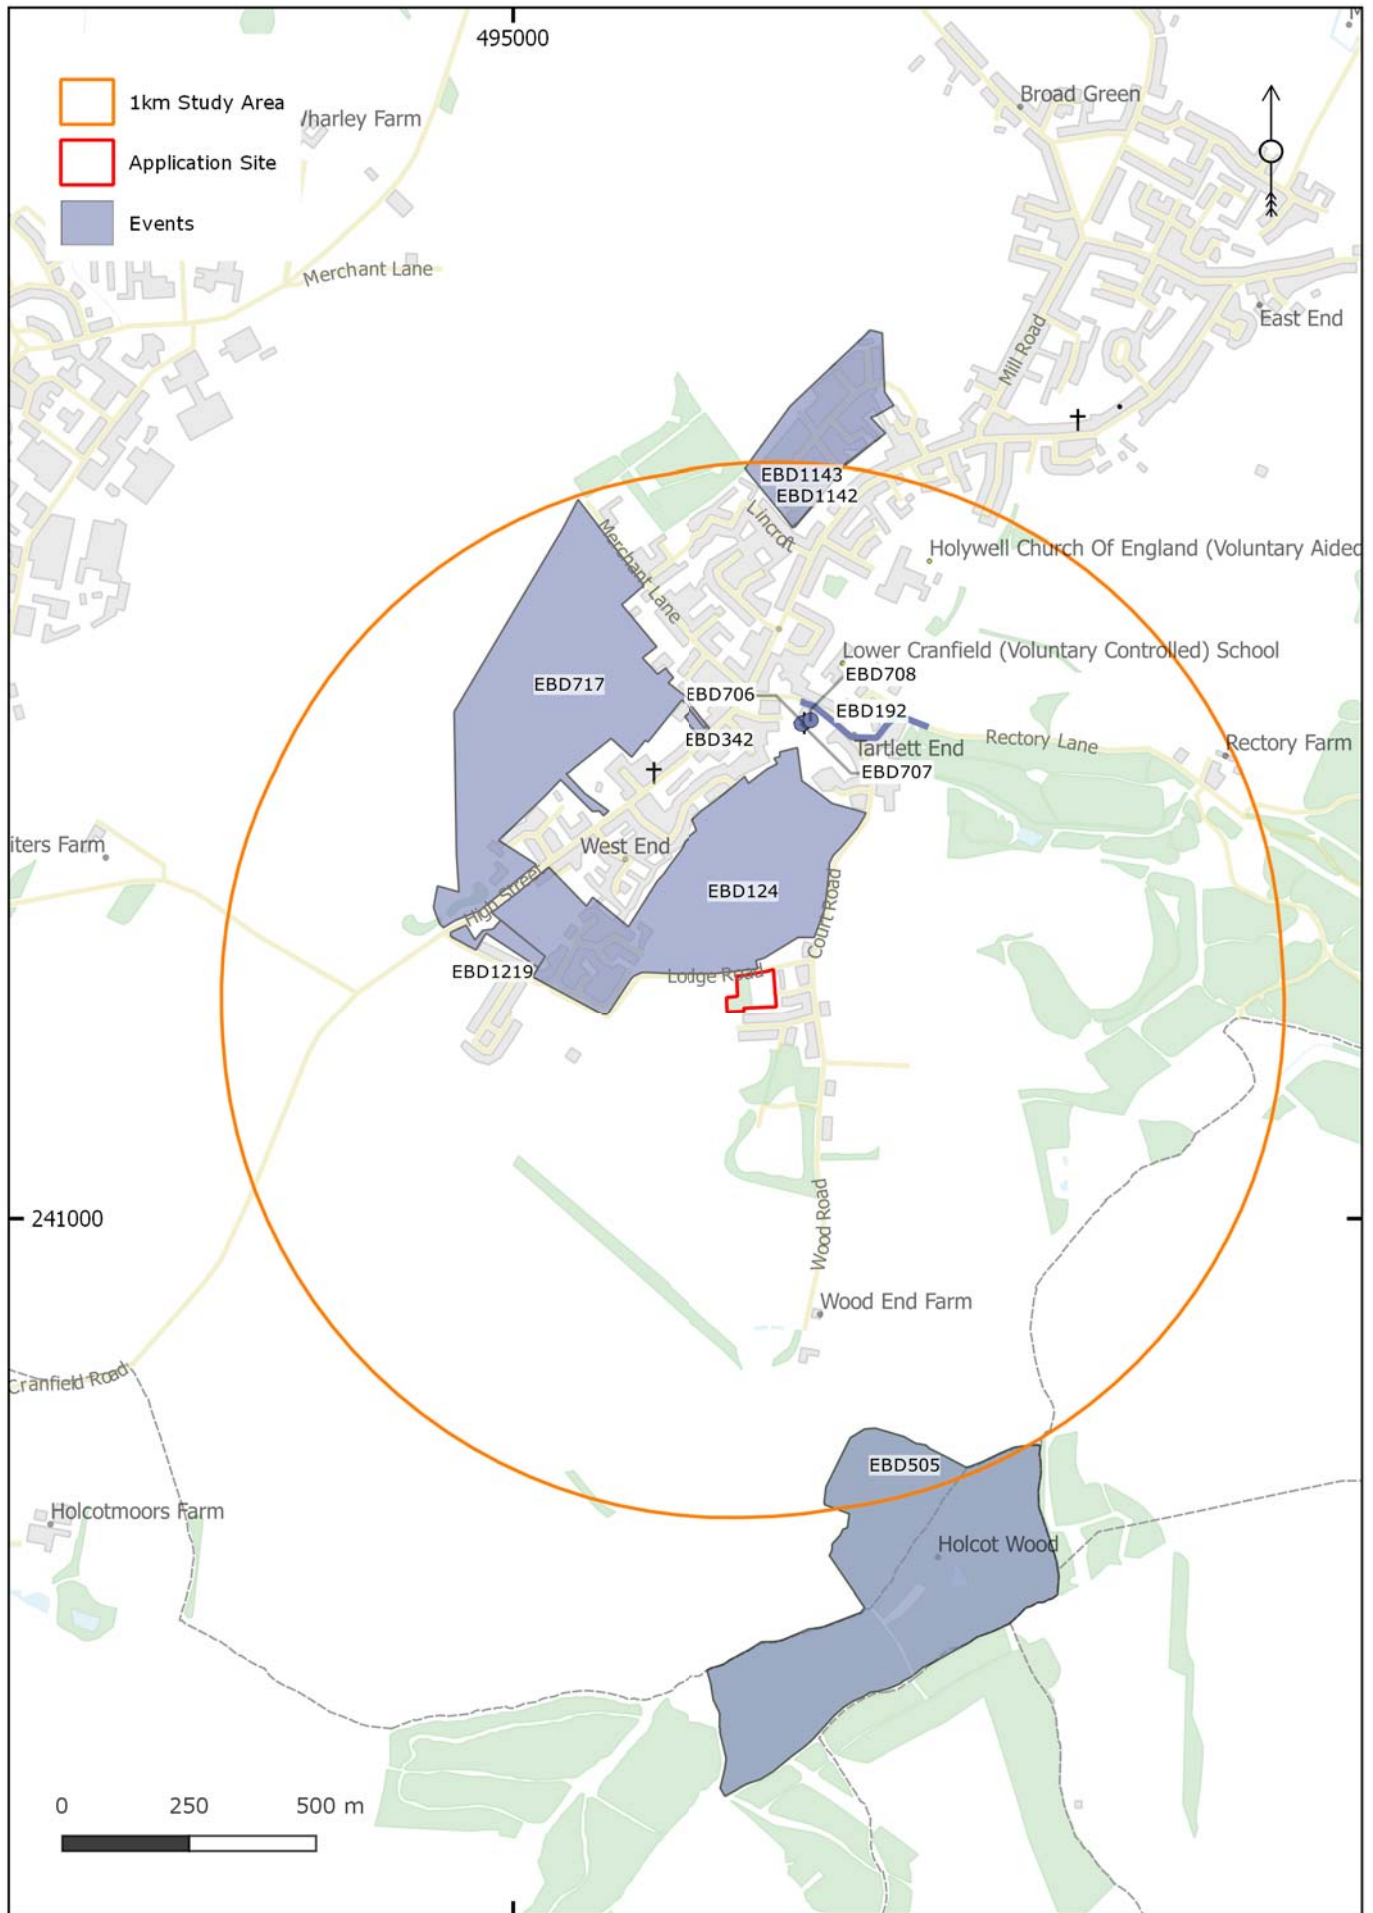 495000
1km Study Area
Application Site
Events
Wharley Farm
Merchant Lane
Broad Green
East End
Mill Road
EBD1143
EBD1142
Lincroft
Merchant Lane
Holywell Church Of England (Voluntary Aided
Lower Cranfield (Voluntary Controlled) School
EBD708
EBD717
EBD706
EBD192
EBD342
Tartlett End
Rectory Lane
Rectory Farm
EBD707
iters Farm
West End
High Street
EBD124
Court Road
EBD1219
Lodge Road
241000
Wood Road
Wood End Farm
Cranfield Road
EBD505
Holcotmoors Farm
Holcot Wood
0 250 500 m